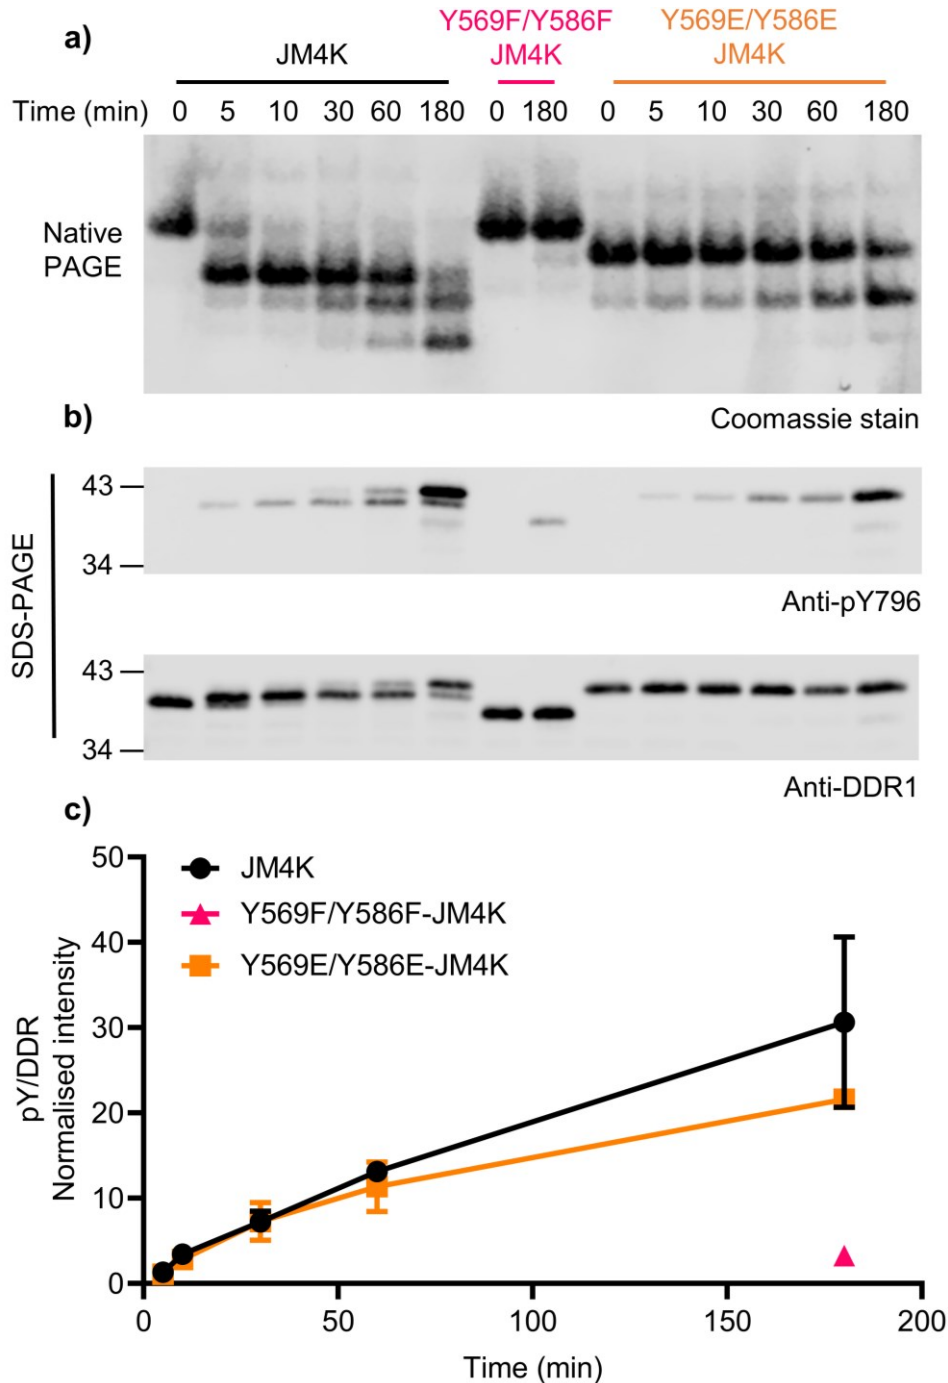 a)
JM4K
Y569F/Y586F
JM4K
Y569E/Y586E
JM4K
Time (min) 0 5 10 30 60 180 0 180 0 5 10 30 60 180
Native
PAGE
Coomassie stain
b)
SDS-PAGE
43
34
Anti-pY796
43
34
Anti-DDR1
c)
JM4K
Y569F/Y586F-JM4K
Y569E/Y586E-JM4K
pY/DDR
Normalised intensity
50
40
30
20
10
0
0 50 100 150 200
Time (min)